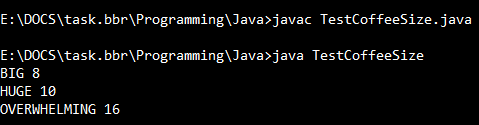 E:\DOCS\task.bbr\Programming\Java>javac TestCoffeeSize.java
E:\DOCS\task.bbr\Programming\Java>java TestCoffeeSize
BIG 8
HUGE 10
OVERWHELMING 16